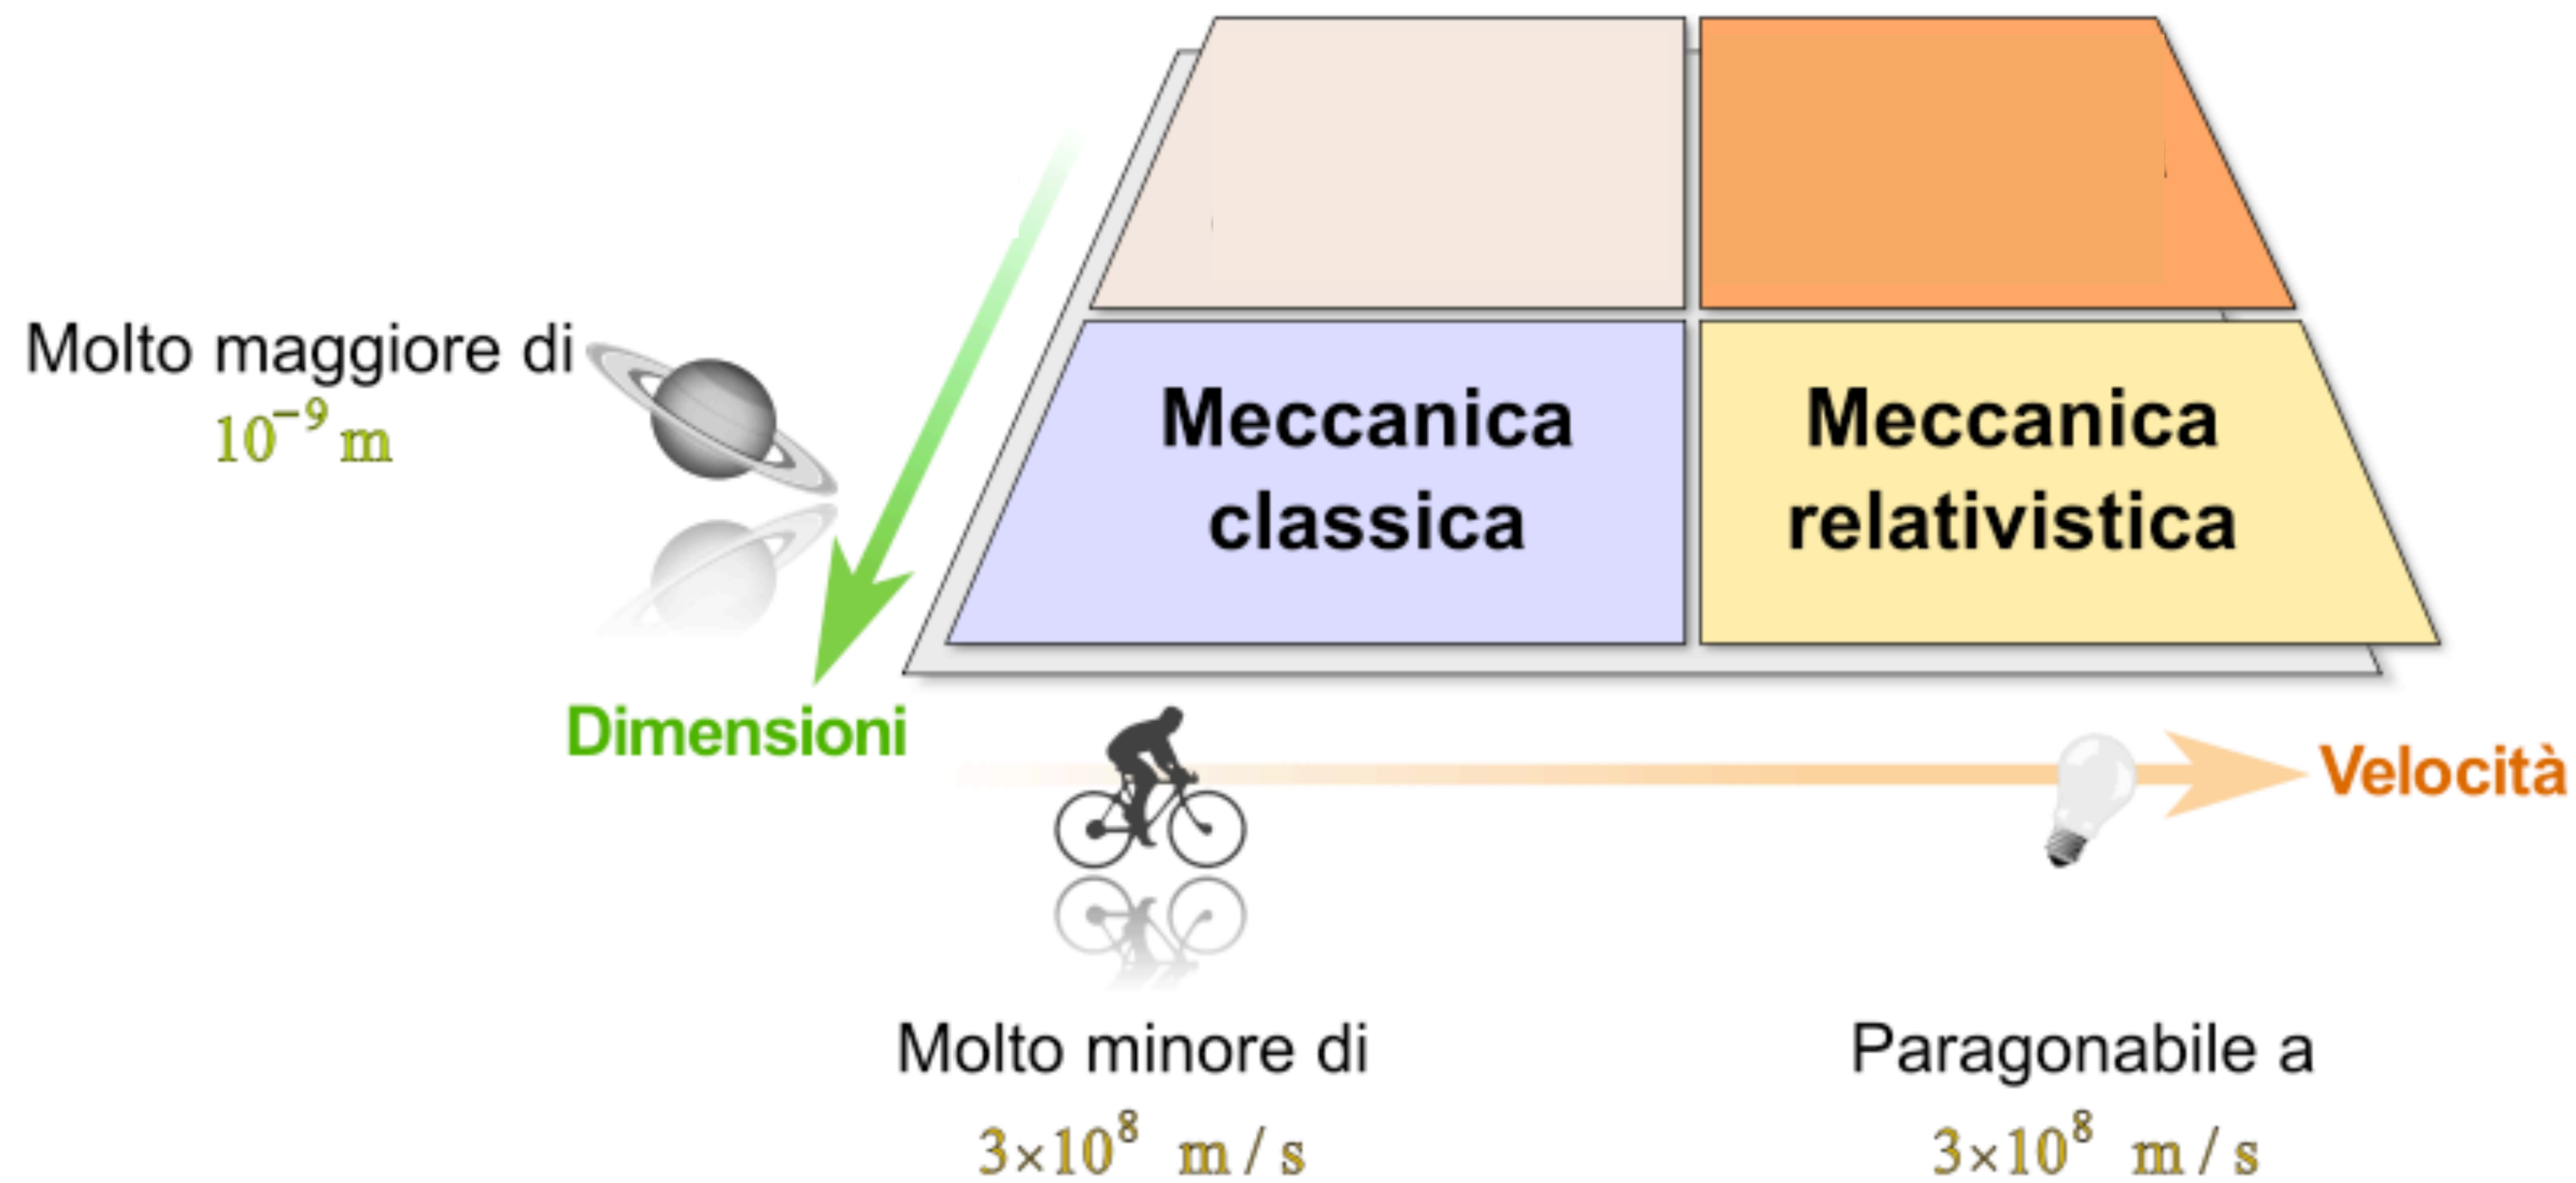 Molto maggiore di
10⁻⁹ m
Meccanica
classica
Meccanica
relativistica
Dimensioni
Velocità
Molto minore di
3×10⁸ m / s
Paragonabile a
3×10⁸ m / s